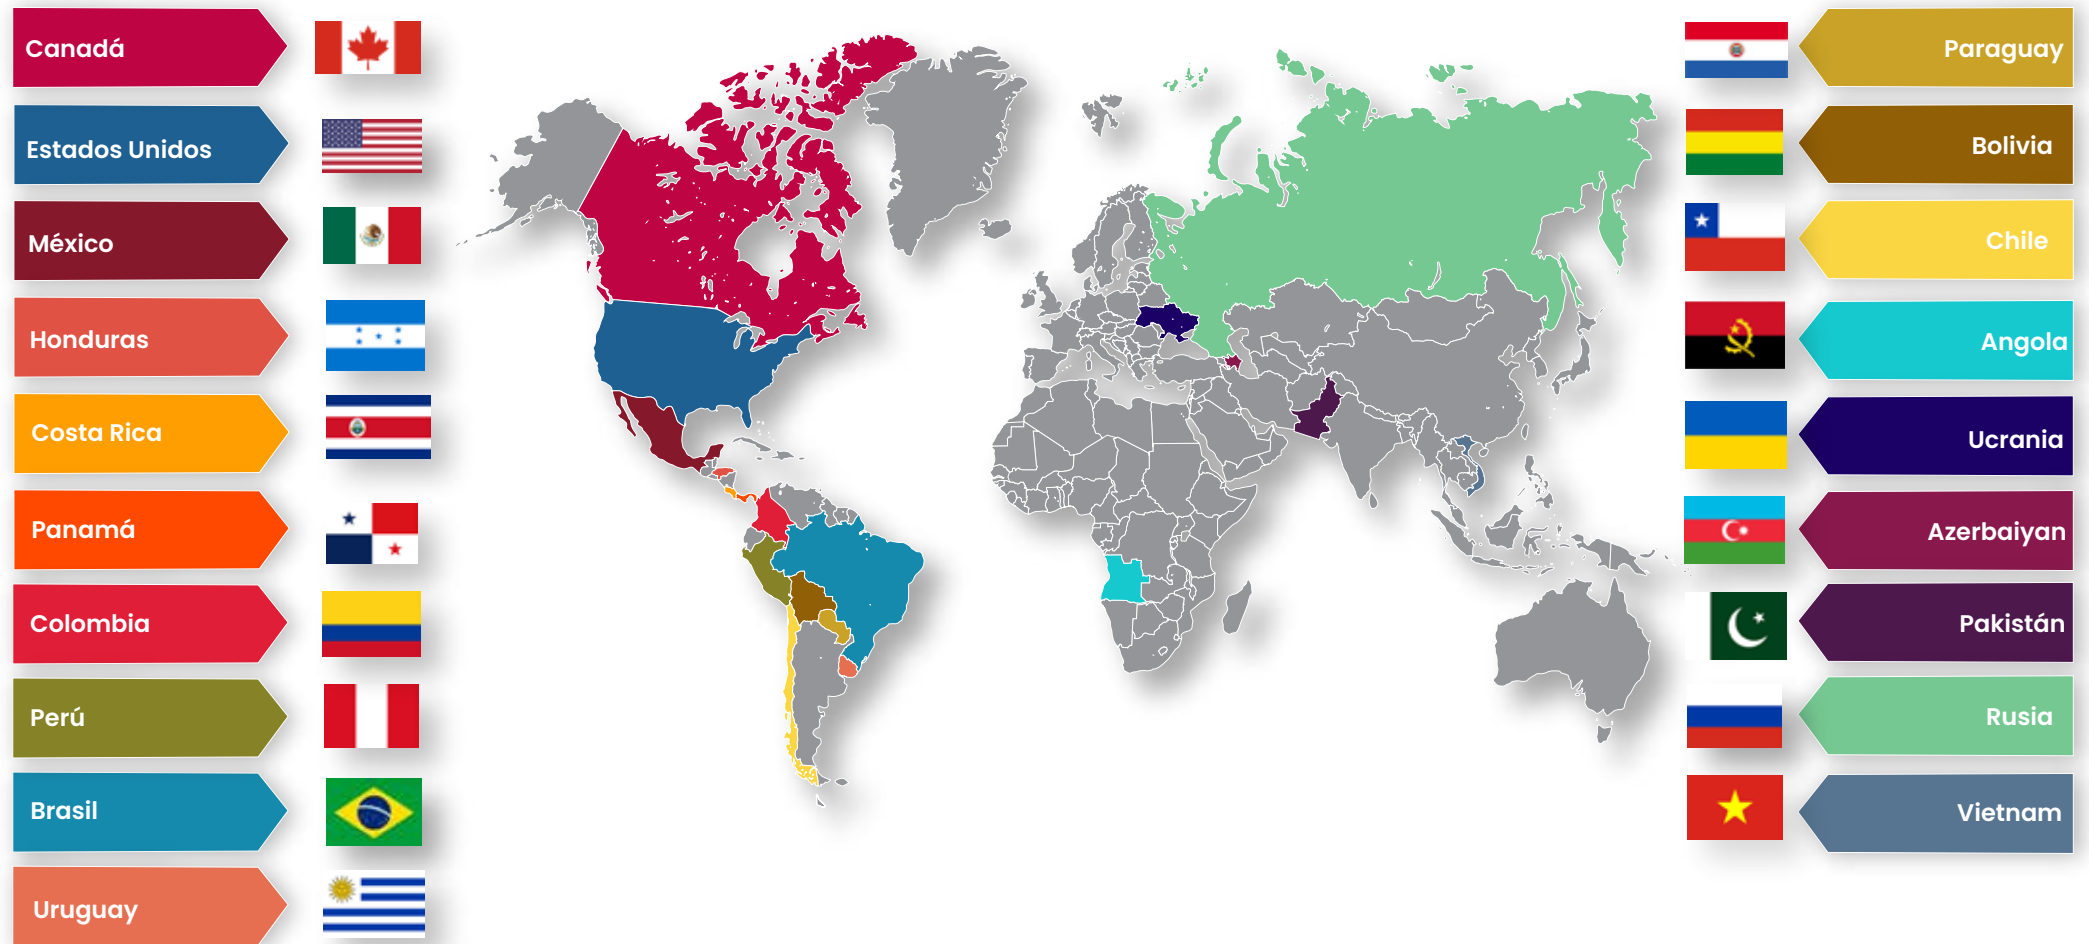 Canadá
Estados Unidos
México
Honduras
Costa Rica
Panamá
Colombia
Perú
Brasil
Uruguay
Paraguay
Bolivia
Chile
Angola
Ucrania
Azerbaiyan
Pakistán
Rusia
Vietnam